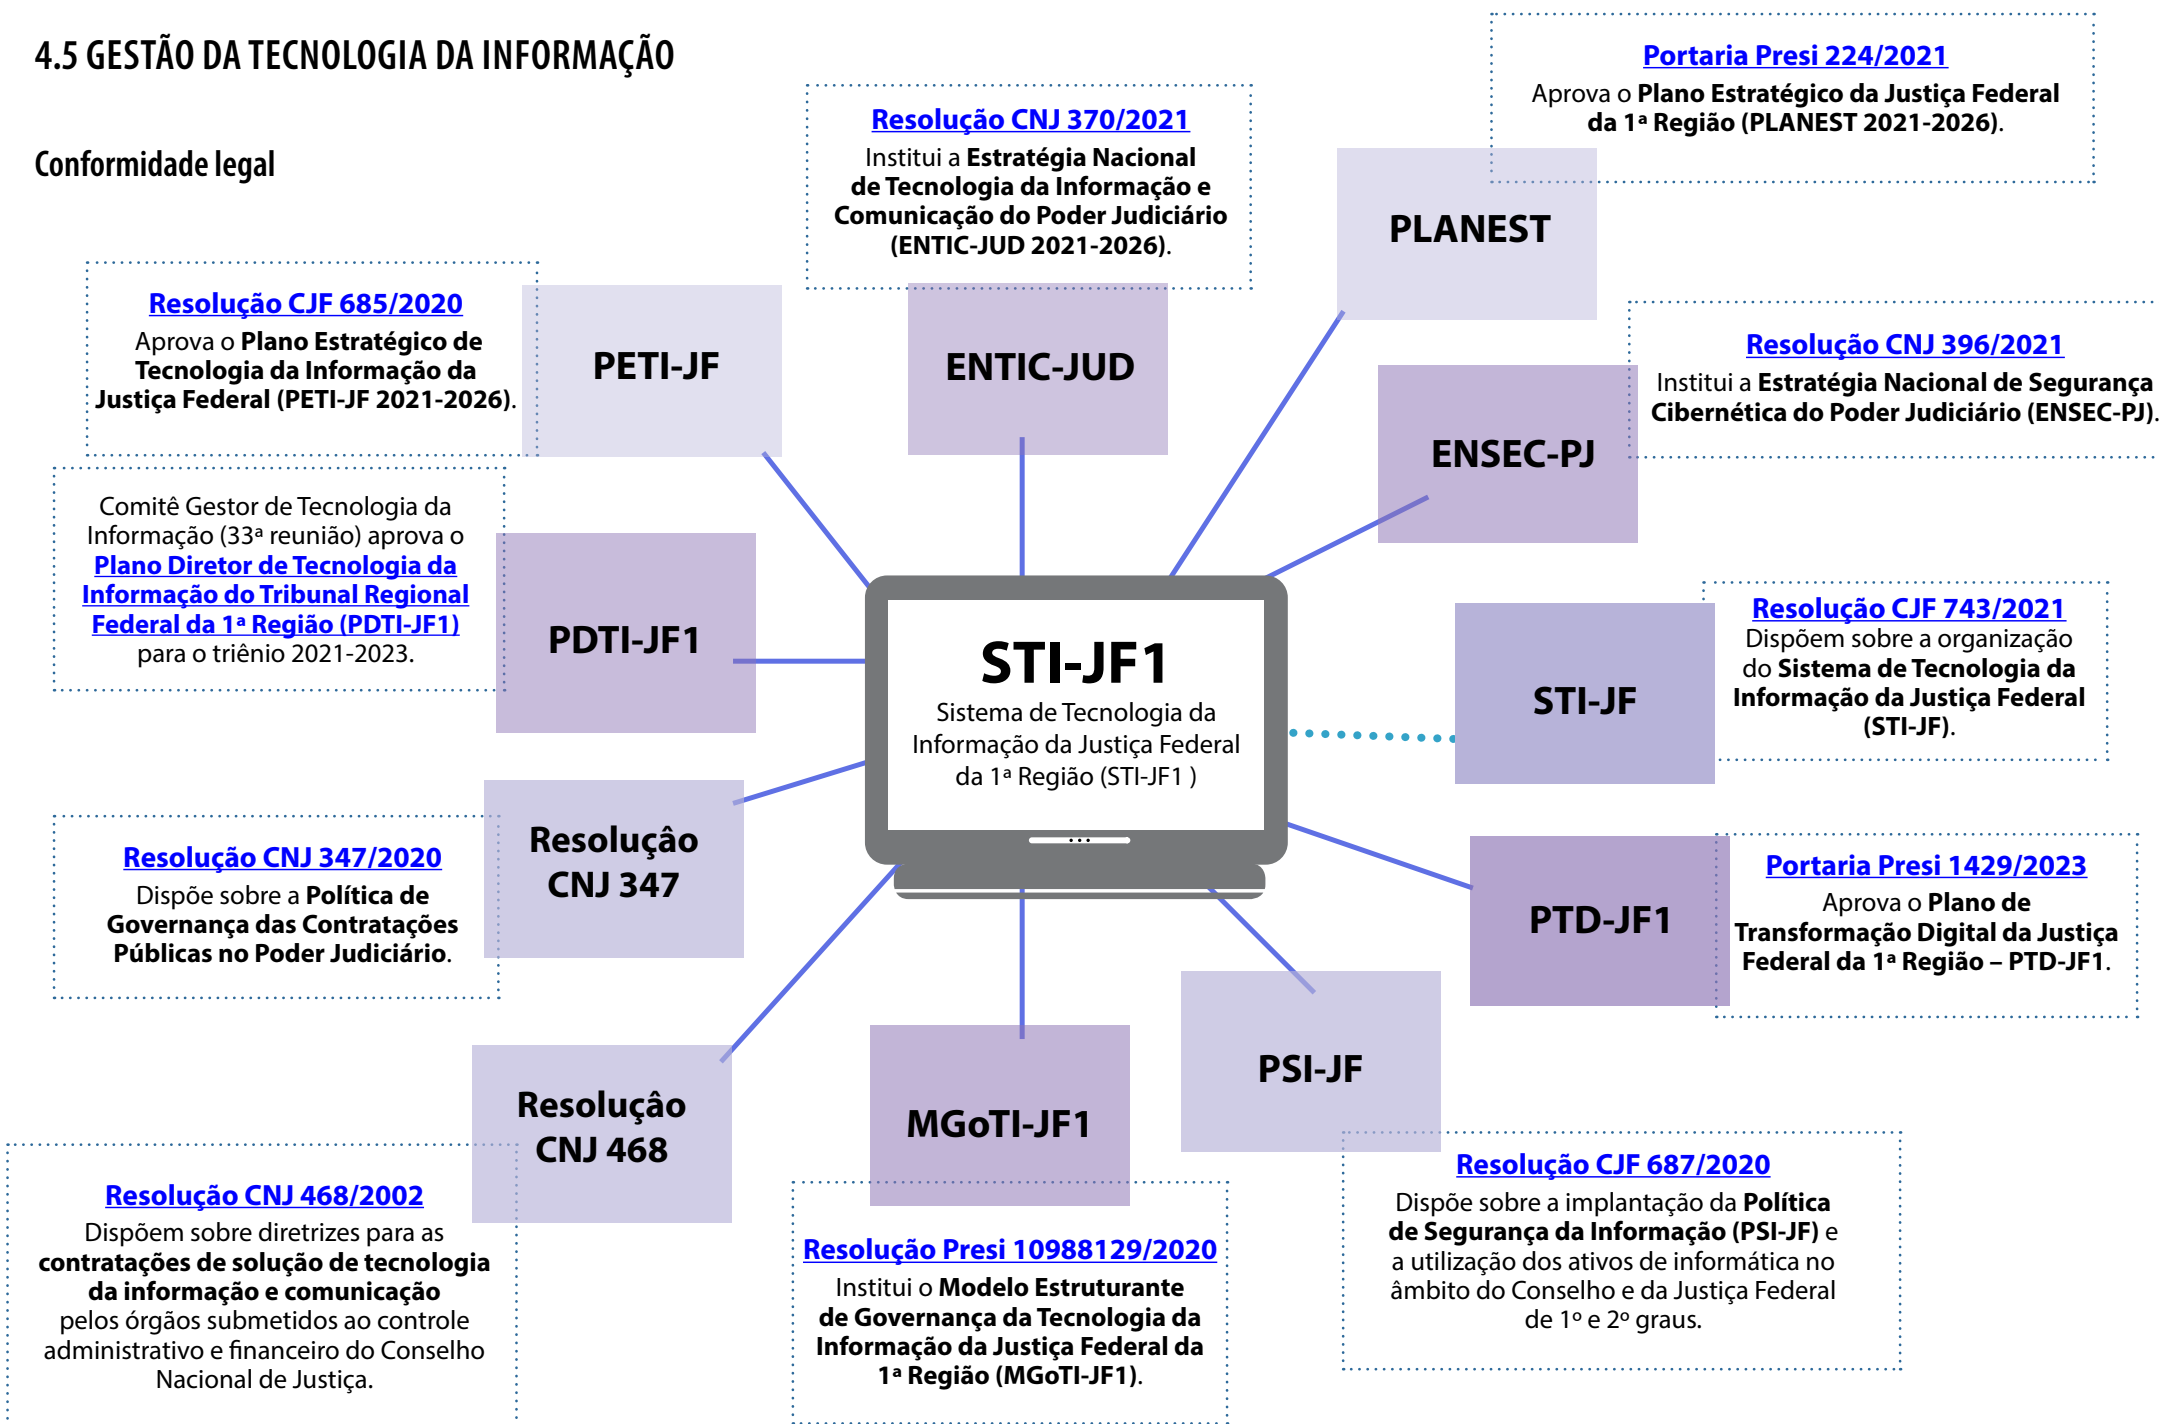 4.5 GESTÃO DA TECNOLOGIA DA INFORMAÇÃO
Conformidade legal
Resolução CJF 685/2020
Aprova o Plano Estratégico de
Tecnologia da Informação da
Justiça Federal (PETI-JF 2021-2026).
PETI-JF
Resolução CNJ 370/2021
Institui a Estratégia Nacional
de Tecnologia da Informação e
Comunicação do Poder Judiciário
(ENTIC-JUD 2021-2026).
ENTIC-JUD
Portaria Presi 224/2021
Aprova o Plano Estratégico da Justiça Federal
da 1ª Região (PLANEST 2021-2026).
PLANEST
Resolução CNJ 396/2021
Institui a Estratégia Nacional de Segurança
Cibernética do Poder Judiciário (ENSEC-PJ).
ENSEC-PJ
Comitê Gestor de Tecnologia da
Informação (33ª reunião) aprova o
Plano Diretor de Tecnologia da
Informação do Tribunal Regional
Federal da 1ª Região (PDTI-JF1)
para o triênio 2021-2023.
PDTI-JF1
STI-JF1
Sistema de Tecnologia da
Informação da Justiça Federal
da 1ª Região (STI-JF1 )
STI-JF
Resolução CJF 743/2021
Dispõem sobre a organização
do Sistema de Tecnologia da
Informação da Justiça Federal
(STI-JF).
Resolução CNJ 347/2020
Dispõe sobre a Política de
Governança das Contratações
Públicas no Poder Judiciário.
Resoluçâo
CNJ 347
PTD-JF1
Portaria Presi 1429/2023
Aprova o Plano de
Transformação Digital da Justiça
Federal da 1ª Região – PTD-JF1.
Resoluçâo
CNJ 468
Resolução CNJ 468/2002
Dispõem sobre diretrizes para as
contratações de solução de tecnologia
da informação e comunicação
pelos órgãos submetidos ao controle
administrativo e financeiro do Conselho
Nacional de Justiça.
MGoTI-JF1
Resolução Presi 10988129/2020
Institui o Modelo Estruturante
de Governança da Tecnologia da
Informação da Justiça Federal da
1ª Região (MGoTI-JF1).
PSI-JF
Resolução CJF 687/2020
Dispõe sobre a implantação da Política
de Segurança da Informação (PSI-JF) e
a utilização dos ativos de informática no
âmbito do Conselho e da Justiça Federal
de 1º e 2º graus.